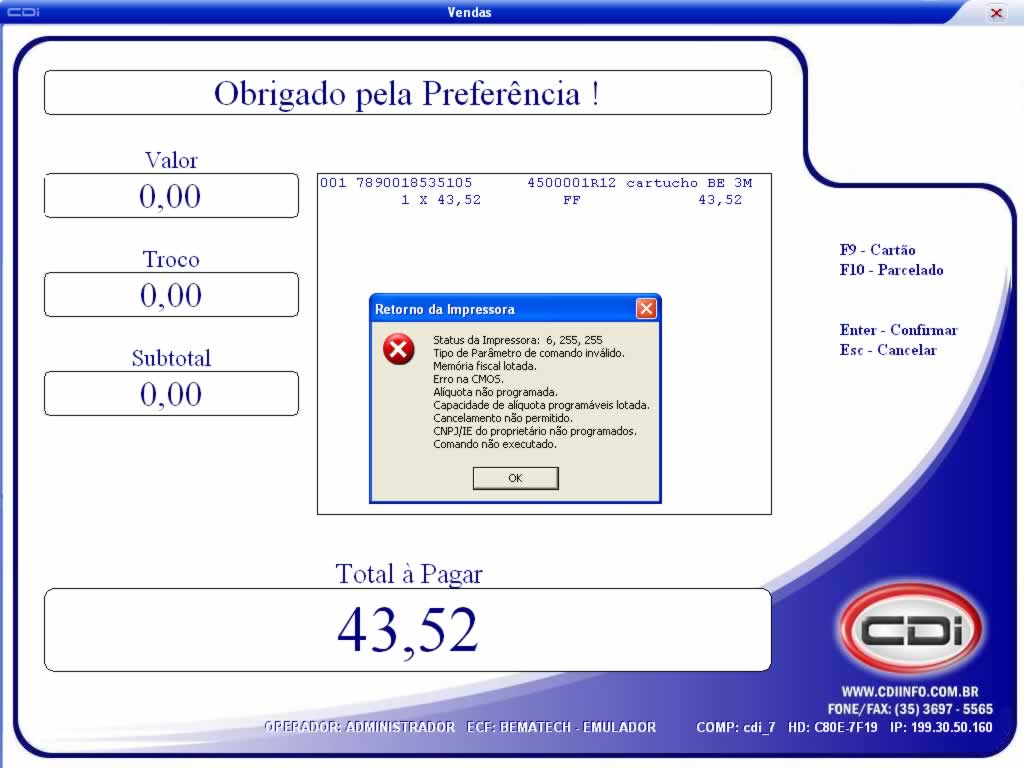 CDi Vendas
Obrigado pela Preferência !
Valor
0,00
Troco
0,00
Subtotal
0,00
001 7890018535105 4500001R12 cartucho BE 3M
1 X 43,52 FF 43,52
F9 - Cartão
F10 - Parcelado
Enter - Confirmar
Esc - Cancelar
Retorno da Impressora
Status da Impressora: 6, 255, 255
Tipo de Parâmetro de comando inválido.
Memória fiscal lotada.
Erro na CMOS.
Alíquota não programada.
Capacidade de alíquota programáveis lotada.
Cancelamento não permitido.
CNPJ/IE do proprietário não programados.
Comando não executado.
OK
Total à Pagar
43,52
CDi
WWW.CDIINFO.COM.BR
FONE/FAX: (35) 3697 - 5565
OPERADOR: ADMINISTRADOR ECF: BEMATECH - EMULADOR COMP: cdi_7 HD: C80E-7F19 IP: 199.30.50.160